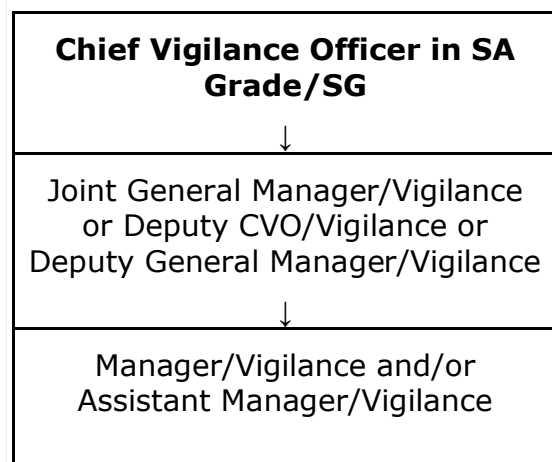 Chief Vigilance Officer in SA
Grade/SG
↓
Joint General Manager/Vigilance
or Deputy CVO/Vigilance or
Deputy General Manager/Vigilance
↓
Manager/Vigilance and/or
Assistant Manager/Vigilance